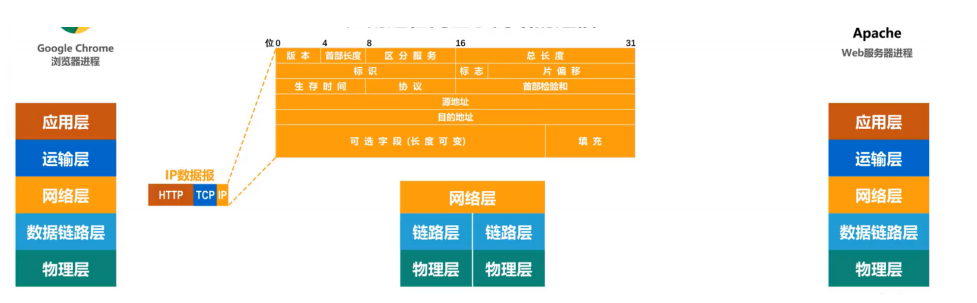 Google Chrome
浏览器进程
应用层
运输层
网络层
数据链路层
物理层
IP数据报
HTTP TCP IP
位 0 4 8 16 31
版 本 首部长度 区 分 服 务 总 长 度
标 识 标 志 片 偏 移
生 存 时 间 协 议 首部检验和
源地址
目的地址
可 选 字 段 (长 度 可 变) 填 充
网络层
链路层 链路层
物理层 物理层
Apache
Web服务器进程
应用层
运输层
网络层
数据链路层
物理层